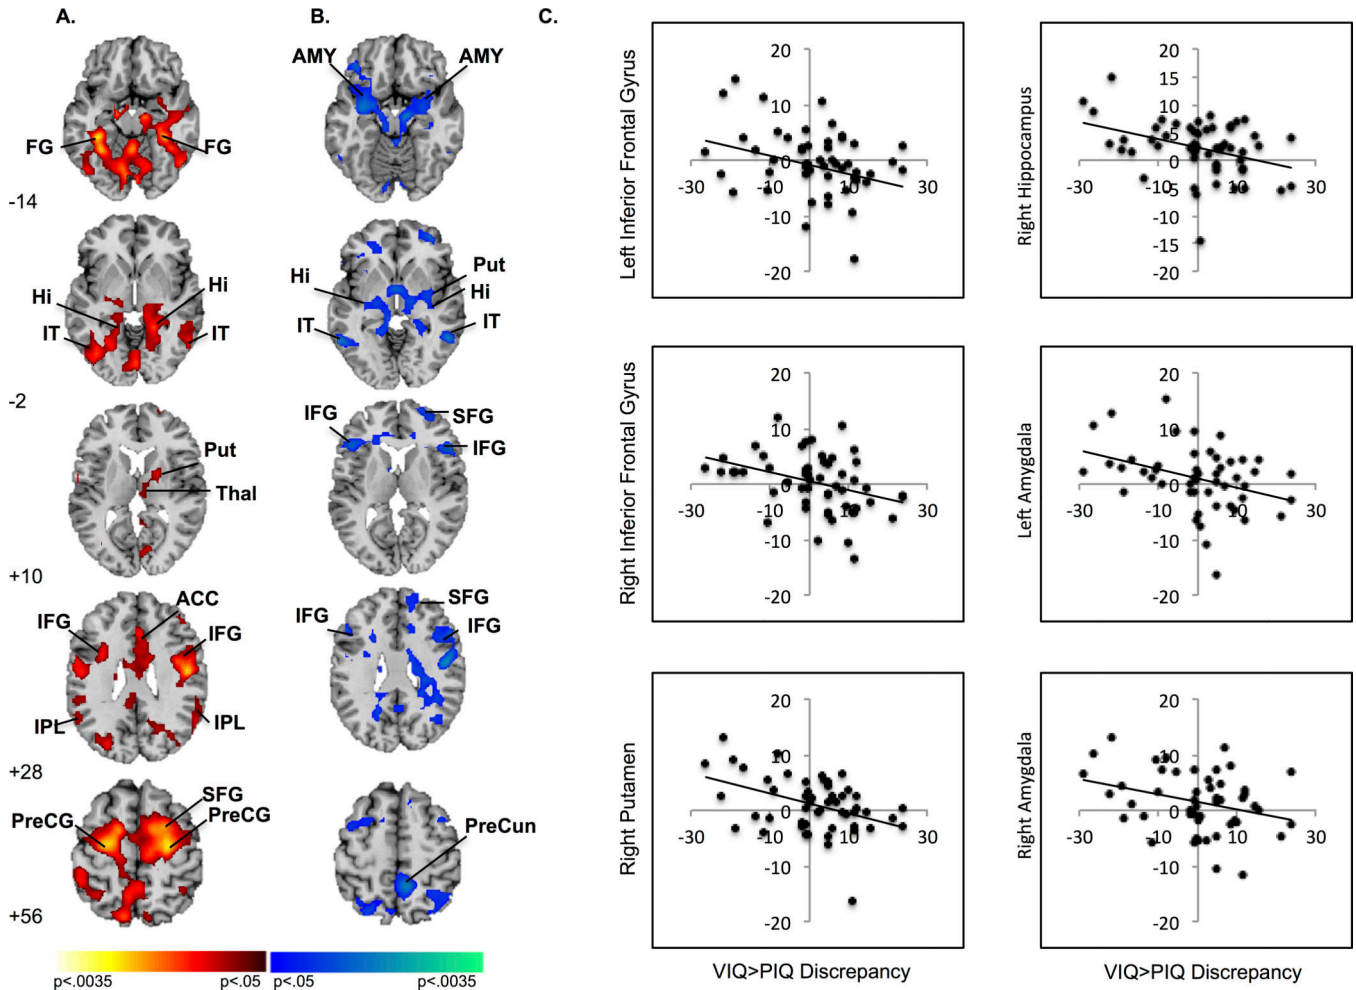 A.
B.
C.
FG
FG
-14
AMY
AMY
Hi
Hi
IT
IT
-2
Hi
Put
Hi
IT
IT
Put
Thal
+10
IFG
SFG
IFG
ACC
IFG
IFG
IPL
IPL
+28
IFG
SFG
IFG
SFG
PreCG
PreCG
+56
PreCun
p<.0035
p<.05
p<.05
p<.0035
Left Inferior Frontal Gyrus
20
10
0
-10
-20
-30
-10
10
30
Right Hippocampus
20
15
10
5
0
5
10
15
20
-30
-10
10
30
Right Inferior Frontal Gyrus
20
10
0
-10
-20
-30
-10
10
30
Left Amygdala
20
10
0
-10
-20
-30
-10
10
30
Right Putamen
20
10
0
-10
-20
-30
-10
10
30
VIQ>PIQ Discrepancy
Right Amygdala
20
10
0
-10
-20
-30
-10
10
30
VIQ>PIQ Discrepancy